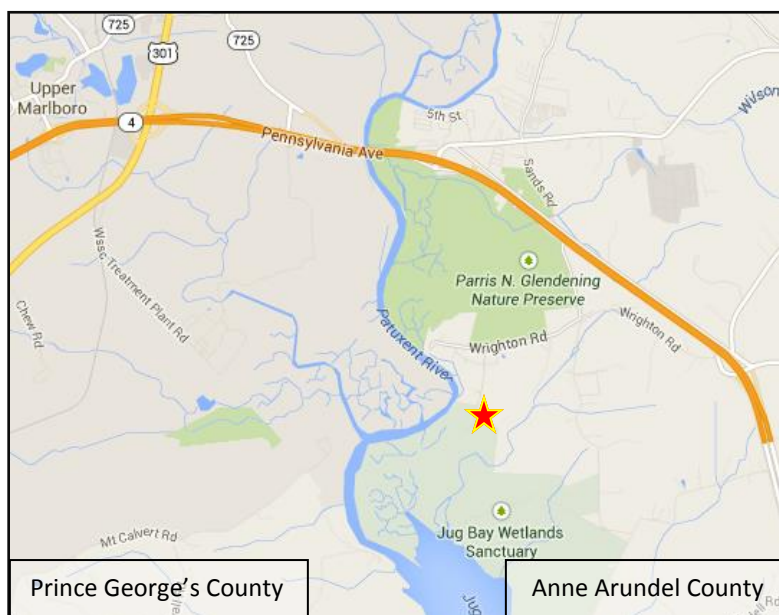 725
US
301
725
Upper
Marlboro
4
5th St
Pennsylvania Ave
Sands Rd
Wssc Treatment Plant Rd
Parris N. Glendening
Nature Preserve
Chew Rd
Patuxent River
Wrighton Rd
Wrighton Rd
Jug Bay Wetlands
Sanctuary
Mt Calvert Rd
Prince George's County
Anne Arundel County